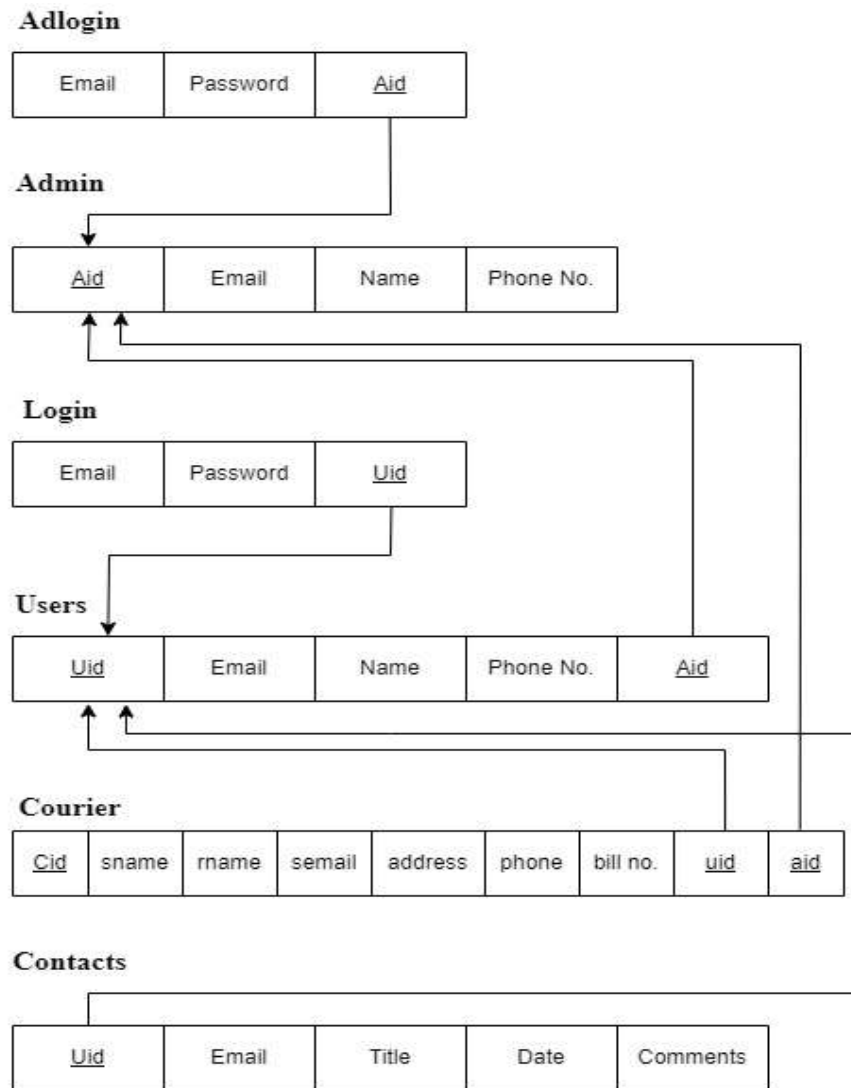 Adlogin
Email Password Aid
Admin
Aid Email Name Phone No.
Login
Email Password Uid
Users
Uid Email Name Phone No. Aid
Courier
Cid sname rname semail address phone bill no. uid aid
Contacts
Uid Email Title Date Comments